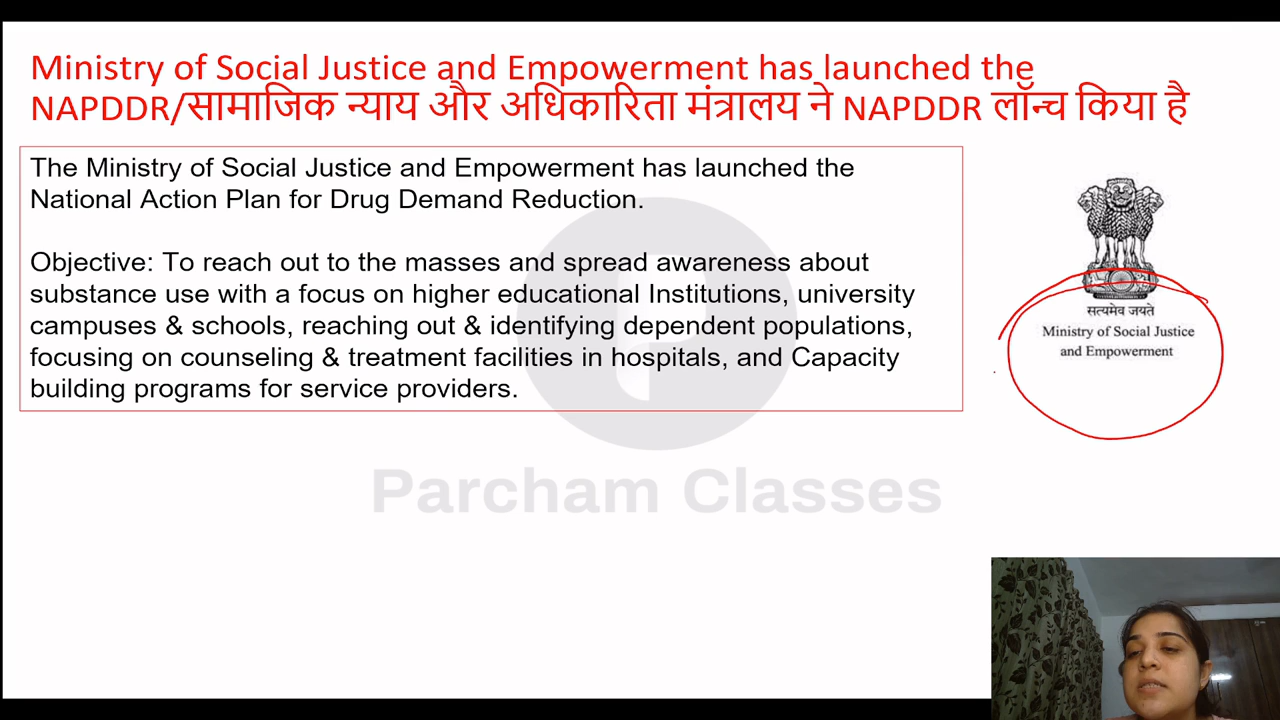 Ministry of Social Justice and Empowerment has launched the
NAPDDR/सामाजिक न्याय और अधिकारिता मंत्रालय ने NAPDDR लॉन्च किया है
The Ministry of Social Justice and Empowerment has launched the
National Action Plan for Drug Demand Reduction.
Objective: To reach out to the masses and spread awareness about
substance use with a focus on higher educational Institutions, university
campuses & schools, reaching out & identifying dependent populations,
focusing on counseling & treatment facilities in hospitals, and Capacity
building programs for service providers.
सत्यमेव जयते
Ministry of Social Justice
and Empowerment
Parcham Classes